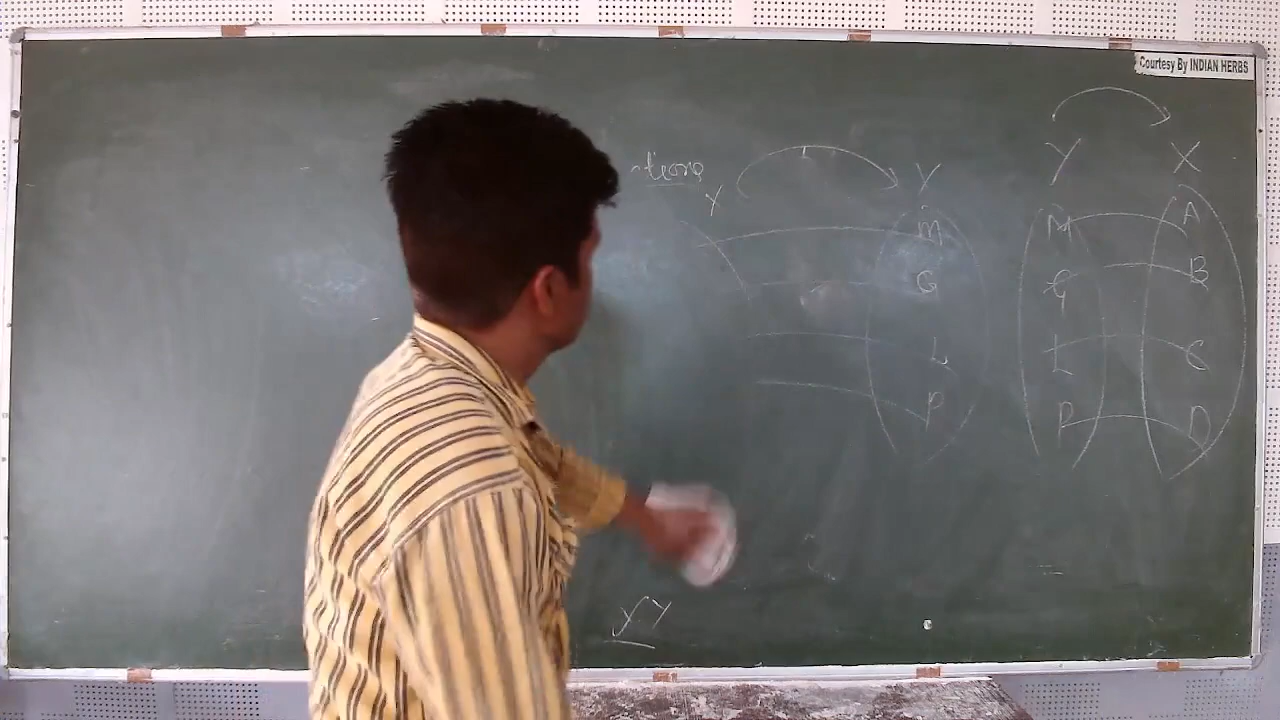 Courtesy By INDIAN HERBS
Y X
Y Y
M M A
G G B
L L C
P P D
X Y